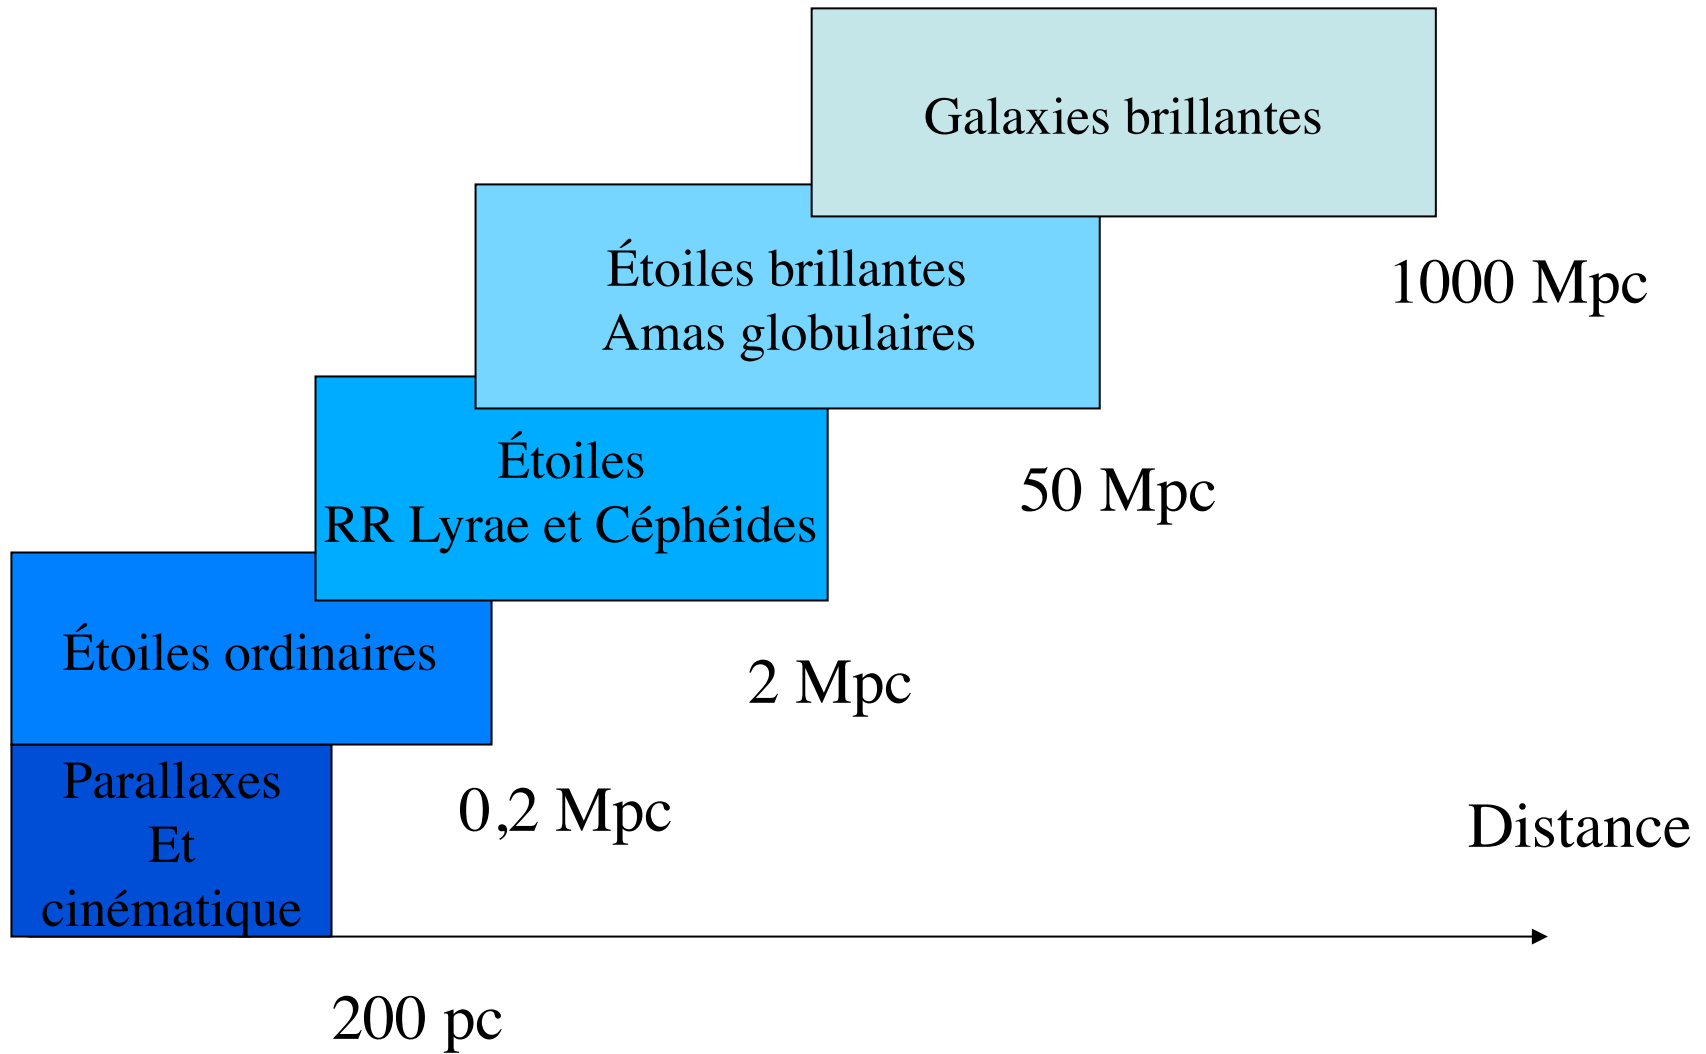 Galaxies brillantes
1000 Mpc
Étoiles brillantes
Amas globulaires
50 Mpc
Étoiles
RR Lyrae et Céphéides
2 Mpc
Étoiles ordinaires
0,2 Mpc
Parallaxes
Et
cinématique
Distance
200 pc